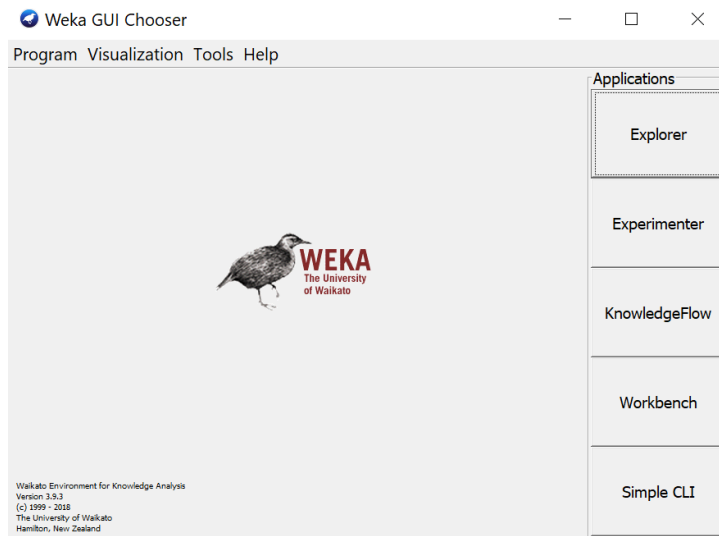 Weka GUI Chooser
Program Visualization Tools Help
Applications
Explorer
Experimenter
KnowledgeFlow
Workbench
Simple CLI
WEKA
The University
of Waikato
Waikato Environment for Knowledge Analysis
Version 3.9.3
(c) 1999 - 2018
The University of Waikato
Hamilton, New Zealand